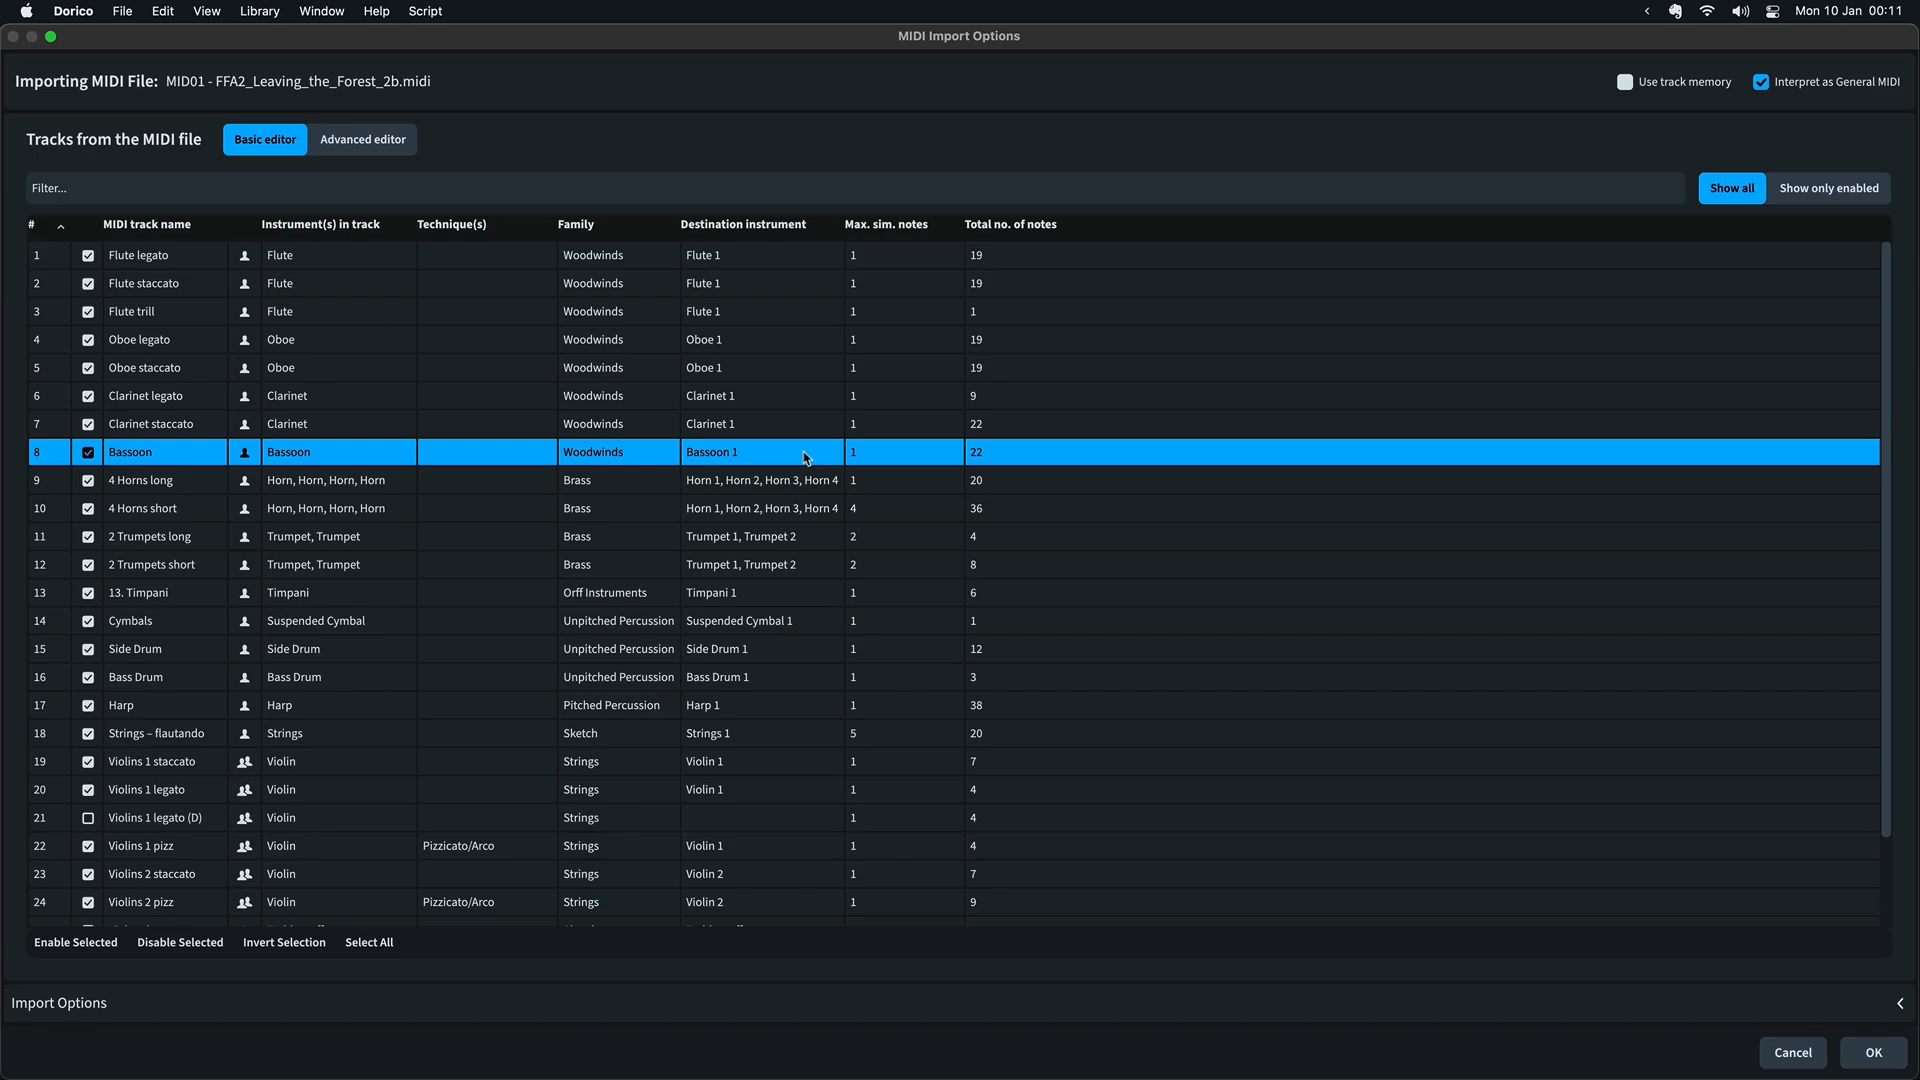 Dorico File Edit View Library Window Help Script Mon 10 Jan 00:11
MIDI Import Options
Importing MIDI File: MID01 - FFA2_Leaving_the_Forest_2b.midi Use track memory Interpret as General MIDI
Tracks from the MIDI file Basic editor Advanced editor
Filter... Show all Show only enabled
# MIDI track name Instrument(s) in track Technique(s) Family Destination instrument Max. sim. notes Total no. of notes
1 Flute legato Flute Woodwinds Flute 1 1 19
2 Flute staccato Flute Woodwinds Flute 1 1 19
3 Flute trill Flute Woodwinds Flute 1 1 1
4 Oboe legato Oboe Woodwinds Oboe 1 1 19
5 Oboe staccato Oboe Woodwinds Oboe 1 1 19
6 Clarinet legato Clarinet Woodwinds Clarinet 1 1 9
7 Clarinet staccato Clarinet Woodwinds Clarinet 1 1 22
8 Bassoon Bassoon Woodwinds Bassoon 1 1 22
9 4 Horns long Horn, Horn, Horn, Horn Brass Horn 1, Horn 2, Horn 3, Horn 4 1 20
10 4 Horns short Horn, Horn, Horn, Horn Brass Horn 1, Horn 2, Horn 3, Horn 4 4 36
11 2 Trumpets long Trumpet, Trumpet Brass Trumpet 1, Trumpet 2 2 4
12 2 Trumpets short Trumpet, Trumpet Brass Trumpet 1, Trumpet 2 2 8
13 13. Timpani Timpani Orff Instruments Timpani 1 1 6
14 Cymbals Suspended Cymbal Unpitched Percussion Suspended Cymbal 1 1 1
15 Side Drum Side Drum Unpitched Percussion Side Drum 1 1 12
16 Bass Drum Bass Drum Unpitched Percussion Bass Drum 1 1 3
17 Harp Harp Pitched Percussion Harp 1 1 38
18 Strings – flautando Strings Sketch Strings 1 5 20
19 Violins 1 staccato Violin Strings Violin 1 1 7
20 Violins 1 legato Violin Strings Violin 1 1 4
21 Violins 1 legato (D) Violin Strings 1 4
22 Violins 1 pizz Violin Pizzicato/Arco Strings Violin 1 1 4
23 Violins 2 staccato Violin Strings Violin 2 1 7
24 Violins 2 pizz Violin Pizzicato/Arco Strings Violin 2 1 9
Enable Selected Disable Selected Invert Selection Select All
Import Options
Cancel OK